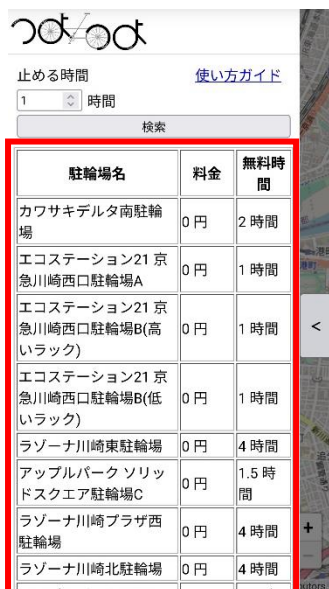 つぉくつぉく
止める時間
使い方ガイド
1 時間
検索
駐輪場名 料金 無料時
間
カワサキデルタ南駐輪
場 0 円 2 時間
エコステーション21 京
急川崎西口駐輪場A 0 円 1 時間
エコステーション21 京
急川崎西口駐輪場B(高
いラック) 0 円 1 時間
エコステーション21 京
急川崎西口駐輪場B(低
いラック) 0 円 1 時間
ラゾーナ川崎東駐輪場 0 円 4 時間
アップルパーク ソリッ
ドスクエア駐輪場C 0 円 1.5 時
間
ラゾーナ川崎プラザ西
駐輪場 0 円 4 時間
ラゾーナ川崎北駐輪場 0 円 4 時間
<
+